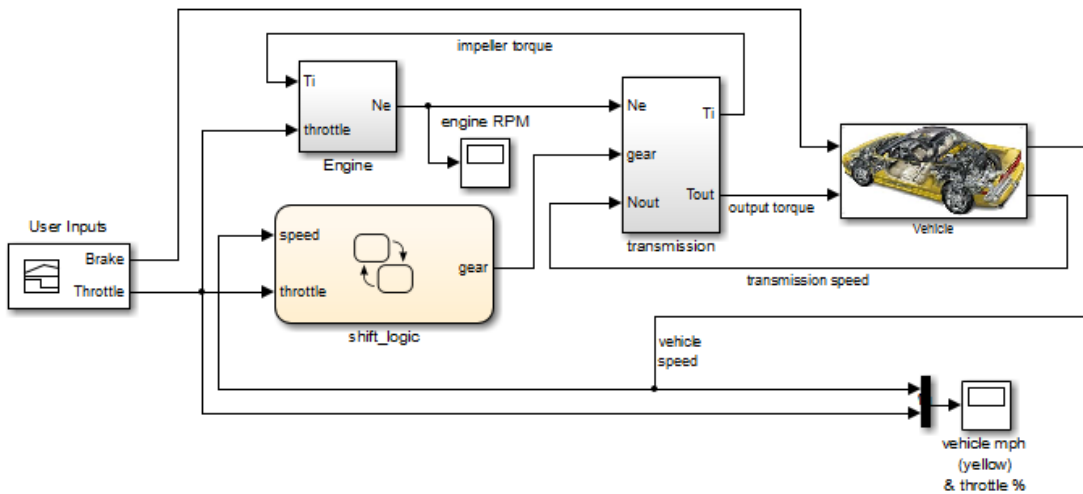 impeller torque
Ti
Ne
throttle
Engine
engine RPM
Ne
Ti
gear
Nout
Tout
transmission
output torque
Vehicle
transmission speed
User Inputs
Brake
Throttle
speed
gear
throttle
shift_logic
vehicle
speed
vehicle mph
(yellow)
& throttle %